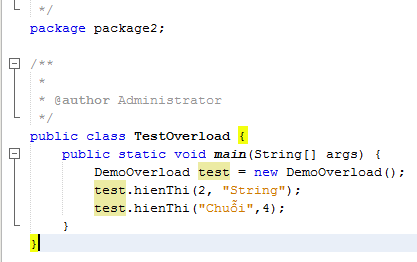 */
package package2;
/**
*
* @author Administrator
*/
public class TestOverload {
public static void main(String[] args) {
DemoOverload test = new DemoOverload();
test.hienThi(2, "String");
test.hienThi("Chuỗi",4);
}
}